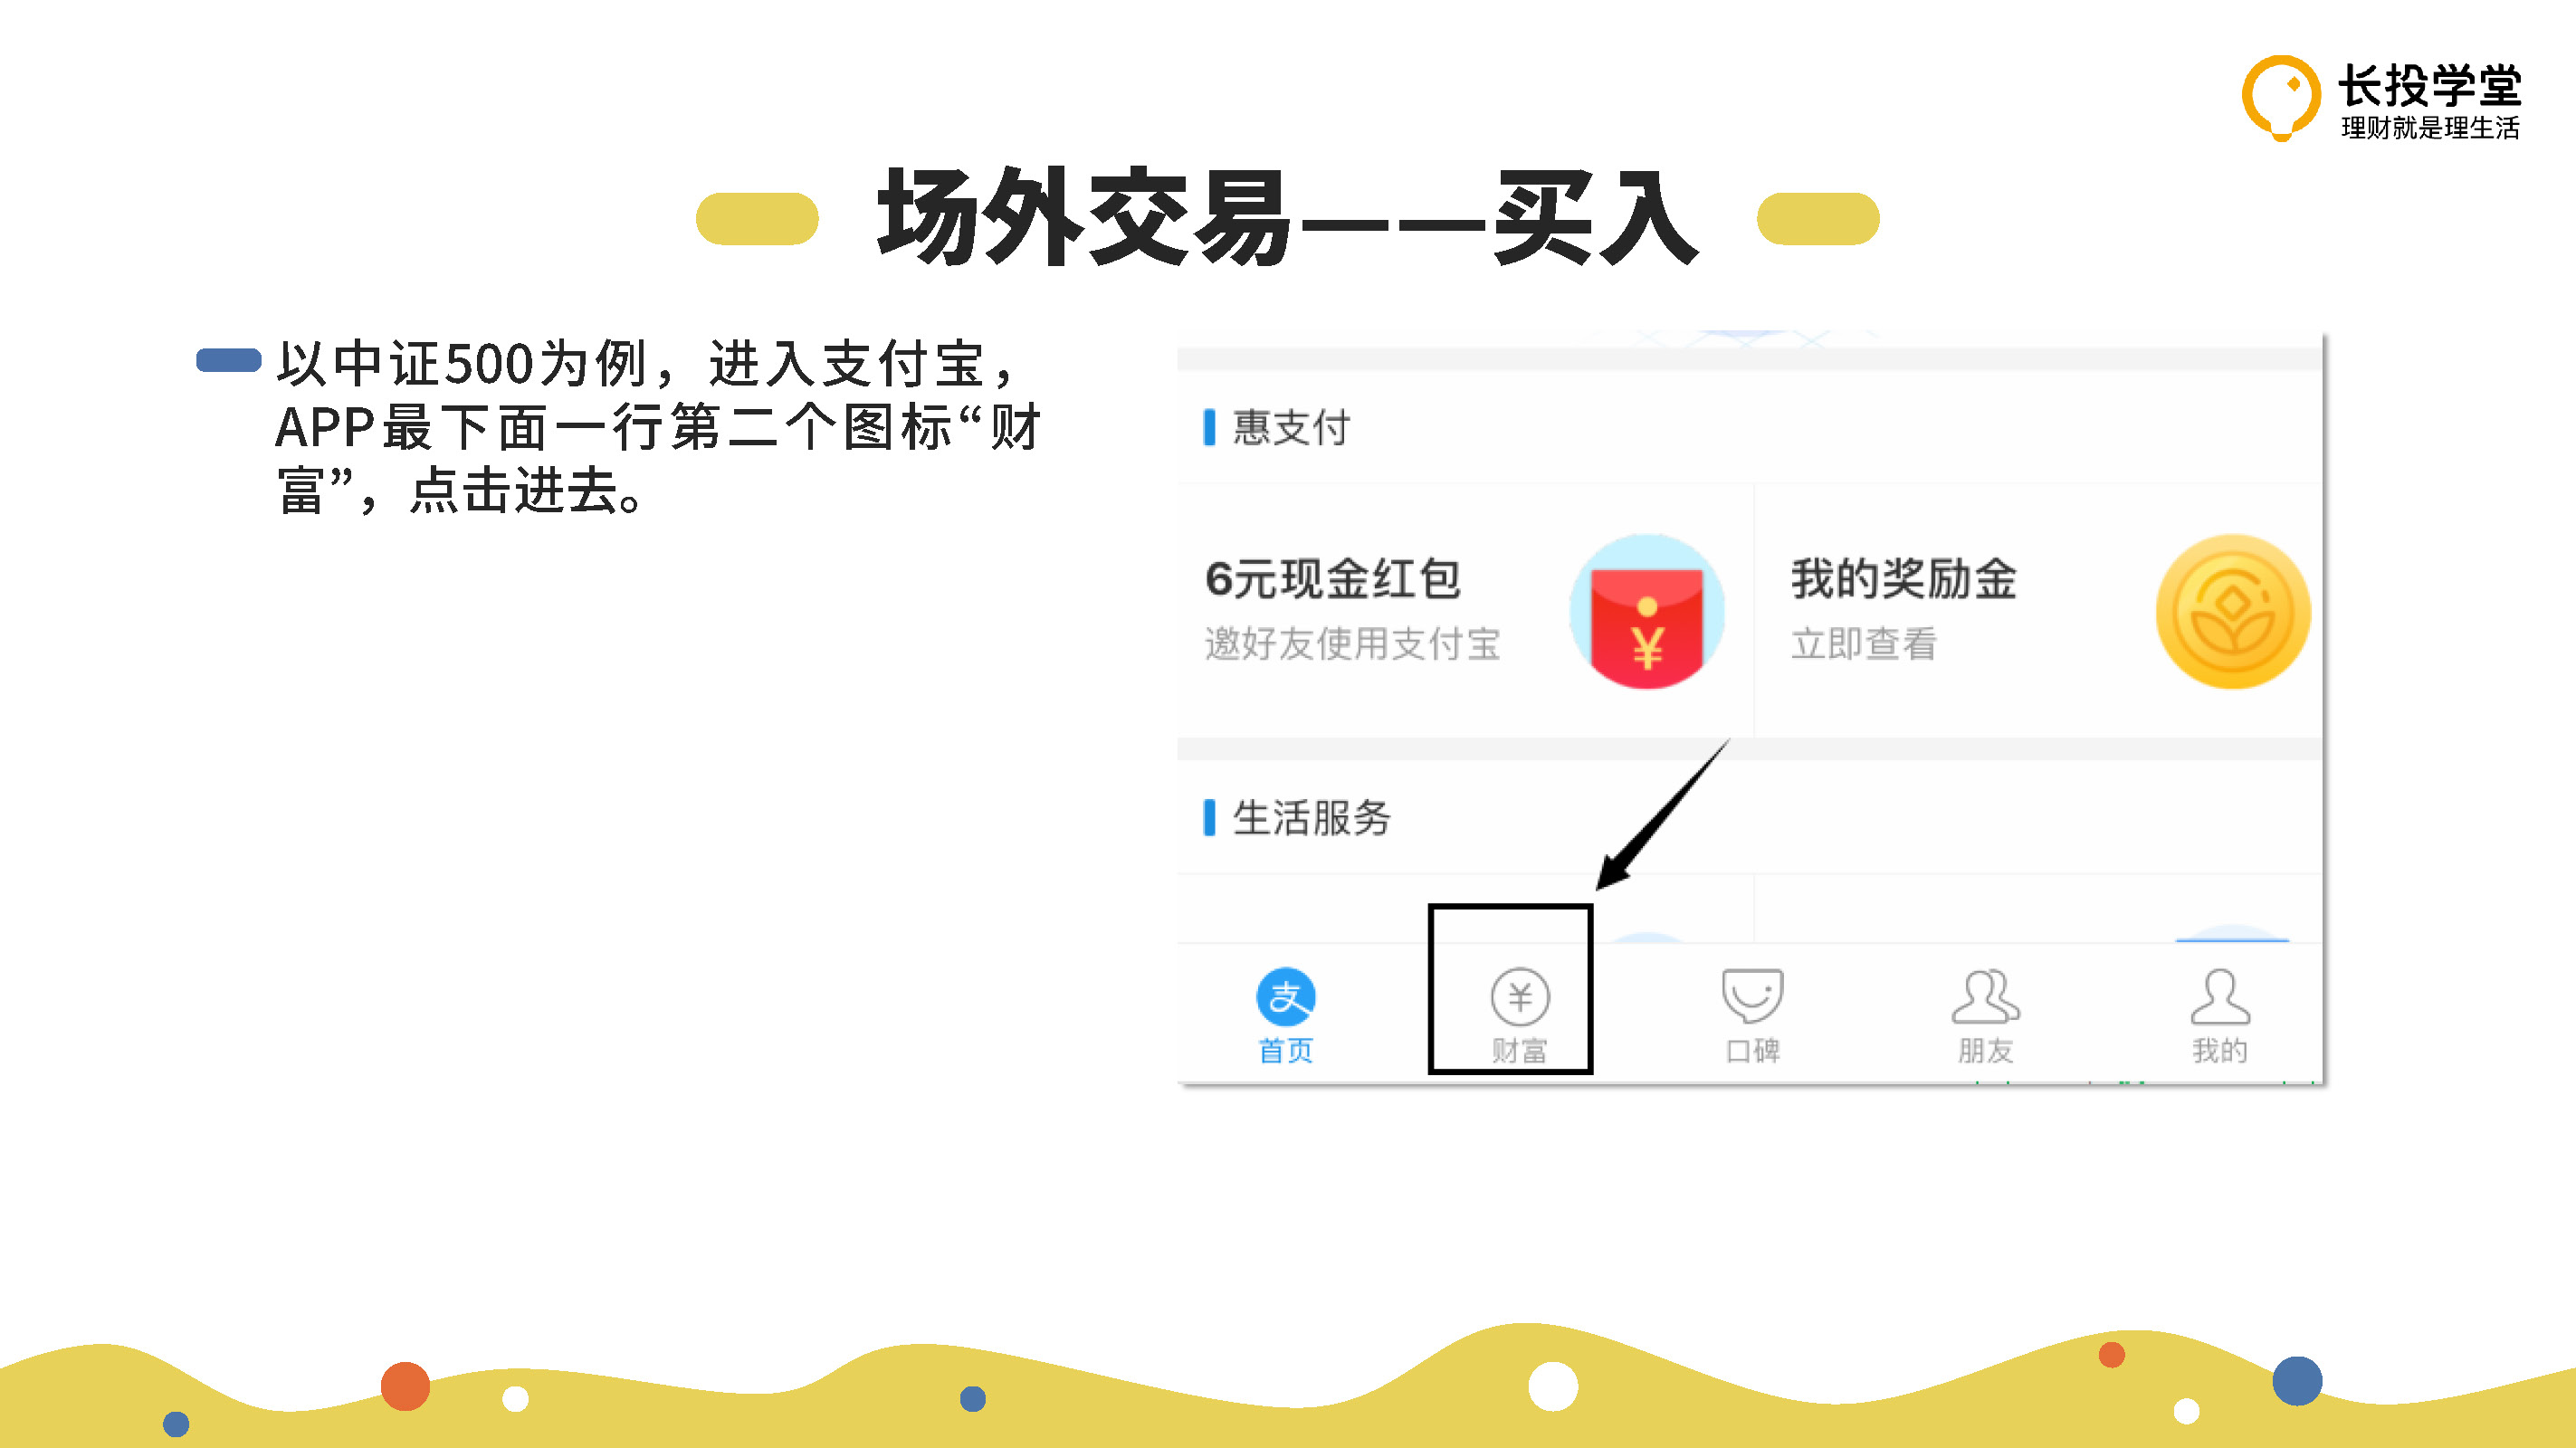 长投学堂
理财就是理生活
场外交易——买入
以中证500为例，进入支付宝，
APP最下面一行第二个图标“财
富”，点击进去。
惠支付
6元现金红包
邀好友使用支付宝
¥
我的奖励金
立即查看
生活服务
支
首页
¥
财富
口碑
朋友
我的